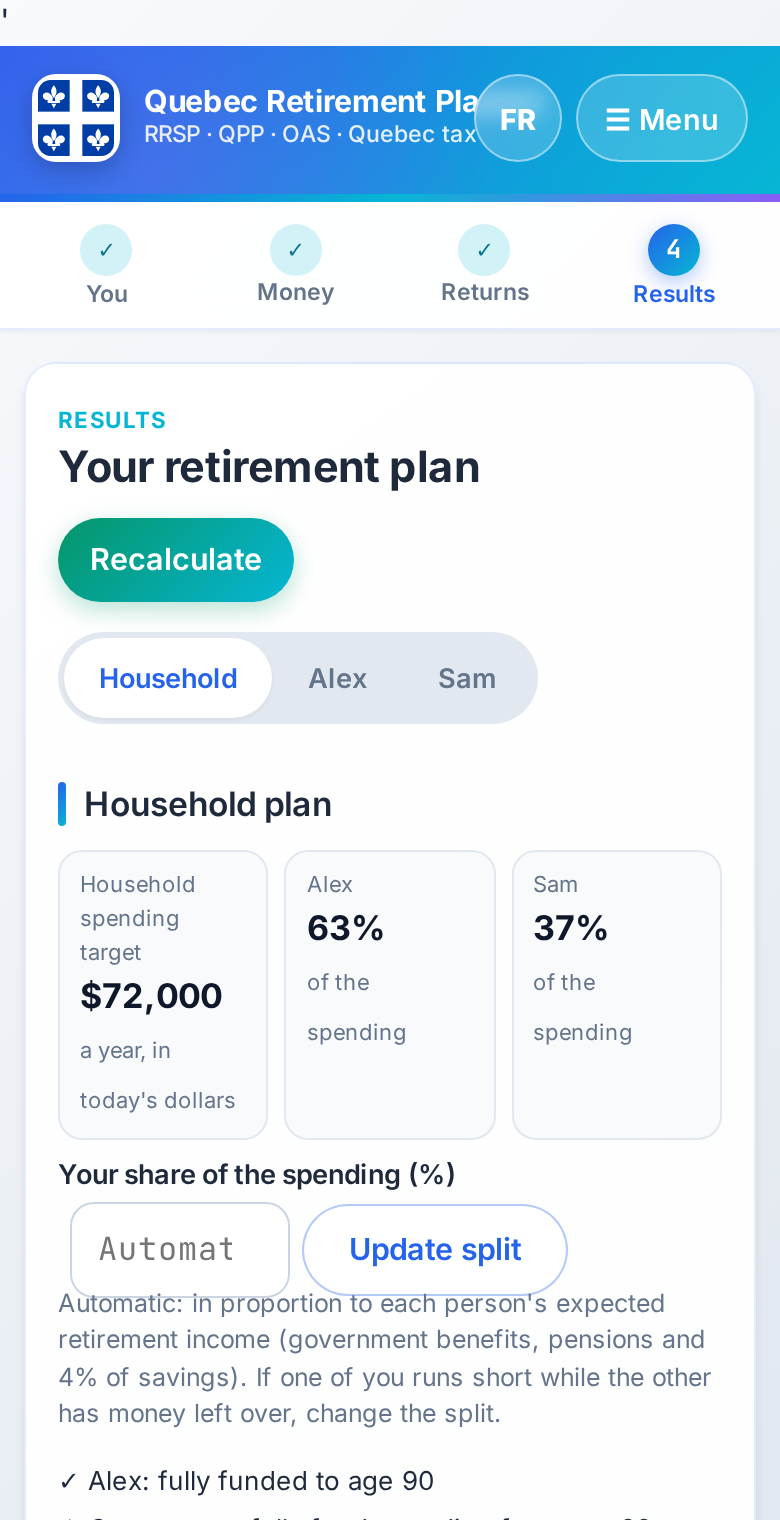 '
Quebec Retirement Pla
RRSP · QPP · OAS · Quebec tax
FR
☰ Menu
✓
✓
✓
4
You
Money
Returns
Results
RESULTS
Your retirement plan
Recalculate
Household
Alex
Sam
Household plan
Household
spending
target
$72,000
a year, in
today's dollars
Alex
63%
of the
spending
Sam
37%
of the
spending
Your share of the spending (%)
Automat
Update split
Automatic: in proportion to each person's expected
retirement income (government benefits, pensions and
4% of savings). If one of you runs short while the other
has money left over, change the split.
✓ Alex: fully funded to age 90